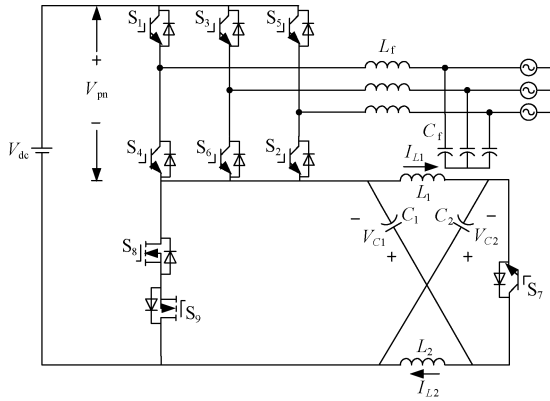 S1 S3 S5
Lf
+
Vpn
−
Vdc
Cf
S4 S6 S2
IL1
L1
− C1 C2 −
VC1 VC2
+ +
S8
S7
S9
L2
IL2